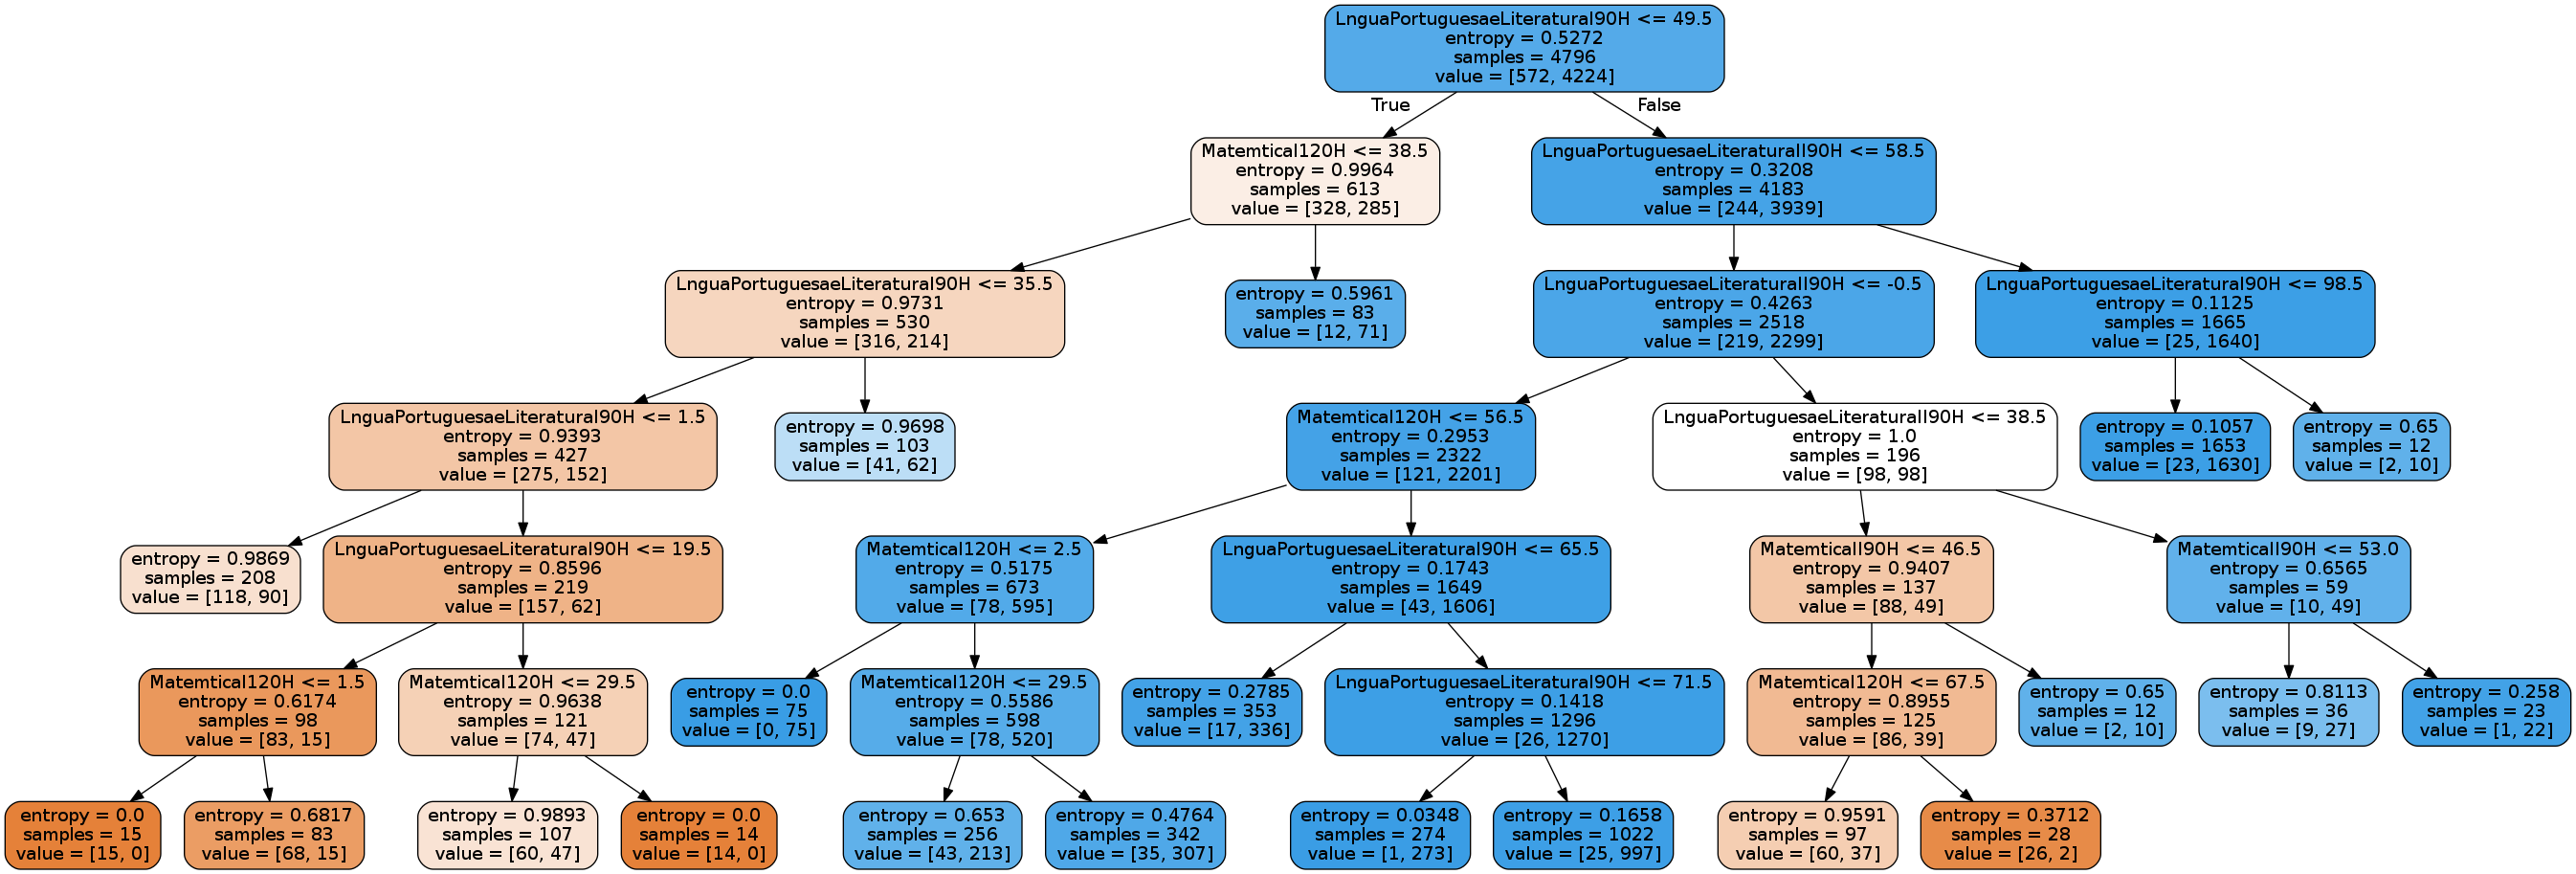 LnguaPortuguesaeLiteraturaI90H <= 49.5
entropy = 0.5272
samples = 4796
value = [572, 4224]
True
False
MatemticaI120H <= 38.5
entropy = 0.9964
samples = 613
value = [328, 285]
LnguaPortuguesaeLiteraturaII90H <= 58.5
entropy = 0.3208
samples = 4183
value = [244, 3939]
LnguaPortuguesaeLiteraturaI90H <= 35.5
entropy = 0.9731
samples = 530
value = [316, 214]
entropy = 0.5961
samples = 83
value = [12, 71]
LnguaPortuguesaeLiteraturaII90H <= -0.5
entropy = 0.4263
samples = 2518
value = [219, 2299]
LnguaPortuguesaeLiteraturaI90H <= 98.5
entropy = 0.1125
samples = 1665
value = [25, 1640]
LnguaPortuguesaeLiteraturaI90H <= 1.5
entropy = 0.9393
samples = 427
value = [275, 152]
entropy = 0.9698
samples = 103
value = [41, 62]
MatemticaI120H <= 56.5
entropy = 0.2953
samples = 2322
value = [121, 2201]
LnguaPortuguesaeLiteraturaII90H <= 38.5
entropy = 1.0
samples = 196
value = [98, 98]
entropy = 0.1057
samples = 1653
value = [23, 1630]
entropy = 0.65
samples = 12
value = [2, 10]
entropy = 0.9869
samples = 208
value = [118, 90]
LnguaPortuguesaeLiteraturaI90H <= 19.5
entropy = 0.8596
samples = 219
value = [157, 62]
MatemticaI120H <= 2.5
entropy = 0.5175
samples = 673
value = [78, 595]
LnguaPortuguesaeLiteraturaI90H <= 65.5
entropy = 0.1743
samples = 1649
value = [43, 1606]
MatemticaII90H <= 46.5
entropy = 0.9407
samples = 137
value = [88, 49]
MatemticaII90H <= 53.0
entropy = 0.6565
samples = 59
value = [10, 49]
MatemticaI120H <= 1.5
entropy = 0.6174
samples = 98
value = [83, 15]
MatemticaI120H <= 29.5
entropy = 0.9638
samples = 121
value = [74, 47]
entropy = 0.0
samples = 75
value = [0, 75]
MatemticaI120H <= 29.5
entropy = 0.5586
samples = 598
value = [78, 520]
entropy = 0.2785
samples = 353
value = [17, 336]
LnguaPortuguesaeLiteraturaI90H <= 71.5
entropy = 0.1418
samples = 1296
value = [26, 1270]
MatemticaI120H <= 67.5
entropy = 0.8955
samples = 125
value = [86, 39]
entropy = 0.65
samples = 12
value = [2, 10]
entropy = 0.8113
samples = 36
value = [9, 27]
entropy = 0.258
samples = 23
value = [1, 22]
entropy = 0.0
samples = 15
value = [15, 0]
entropy = 0.6817
samples = 83
value = [68, 15]
entropy = 0.9893
samples = 107
value = [60, 47]
entropy = 0.0
samples = 14
value = [14, 0]
entropy = 0.653
samples = 256
value = [43, 213]
entropy = 0.4764
samples = 342
value = [35, 307]
entropy = 0.0348
samples = 274
value = [1, 273]
entropy = 0.1658
samples = 1022
value = [25, 997]
entropy = 0.9591
samples = 97
value = [60, 37]
entropy = 0.3712
samples = 28
value = [26, 2]